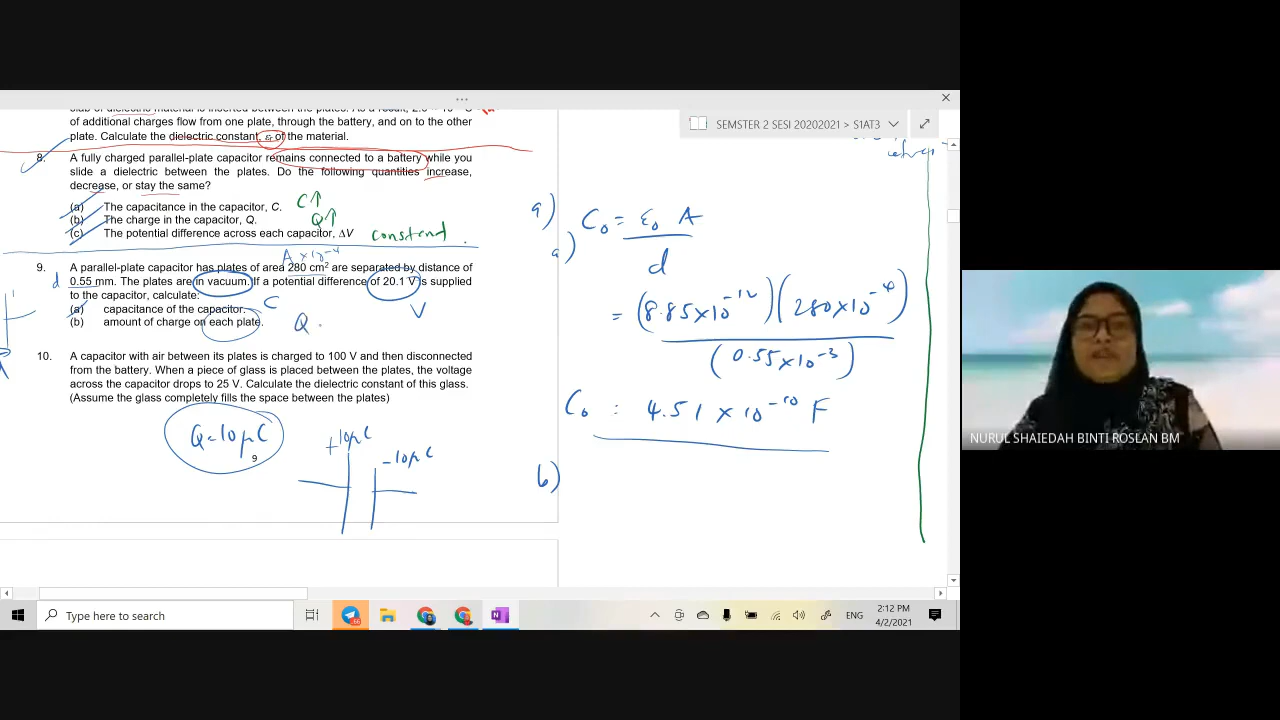 SEMSTER 2 SESI 20202021 > S1AT3
of additional charges flow from one plate, through the battery, and on to the other
plate. Calculate the dielectric constant, εr of the material.
8. A fully charged parallel-plate capacitor remains connected to a battery while you
slide a dielectric between the plates. Do the following quantities increase,
decrease, or stay the same?
(a) The capacitance in the capacitor, C. C↑
(b) The charge in the capacitor, Q. Q↑
(c) The potential difference across each capacitor, ΔV constand.
A x10⁻⁴
9. A parallel-plate capacitor has plates of area 280 cm² are separated by distance of
d
0.55 mm. The plates are in vacuum. If a potential difference of 20.1 V is supplied
to the capacitor, calculate: C V
(a) capacitance of the capacitor.
(b) amount of charge on each plate. Q
10. A capacitor with air between its plates is charged to 100 V and then disconnected
from the battery. When a piece of glass is placed between the plates, the voltage
across the capacitor drops to 25 V. Calculate the dielectric constant of this glass.
(Assume the glass completely fills the space between the plates)
Q=10μC
+10μC
-10μC
9
a) C₀ = ε₀ A
a)
d
= (8.85x10⁻¹²)(280x10⁻⁴)
(0.55x10⁻³)
C₀ : 4.51 x 10⁻¹⁰ F
b)
NURUL SHAIEDAH BINTI ROSLAN BM
Type here to search
66
ENG
2:12 PM
4/2/2021